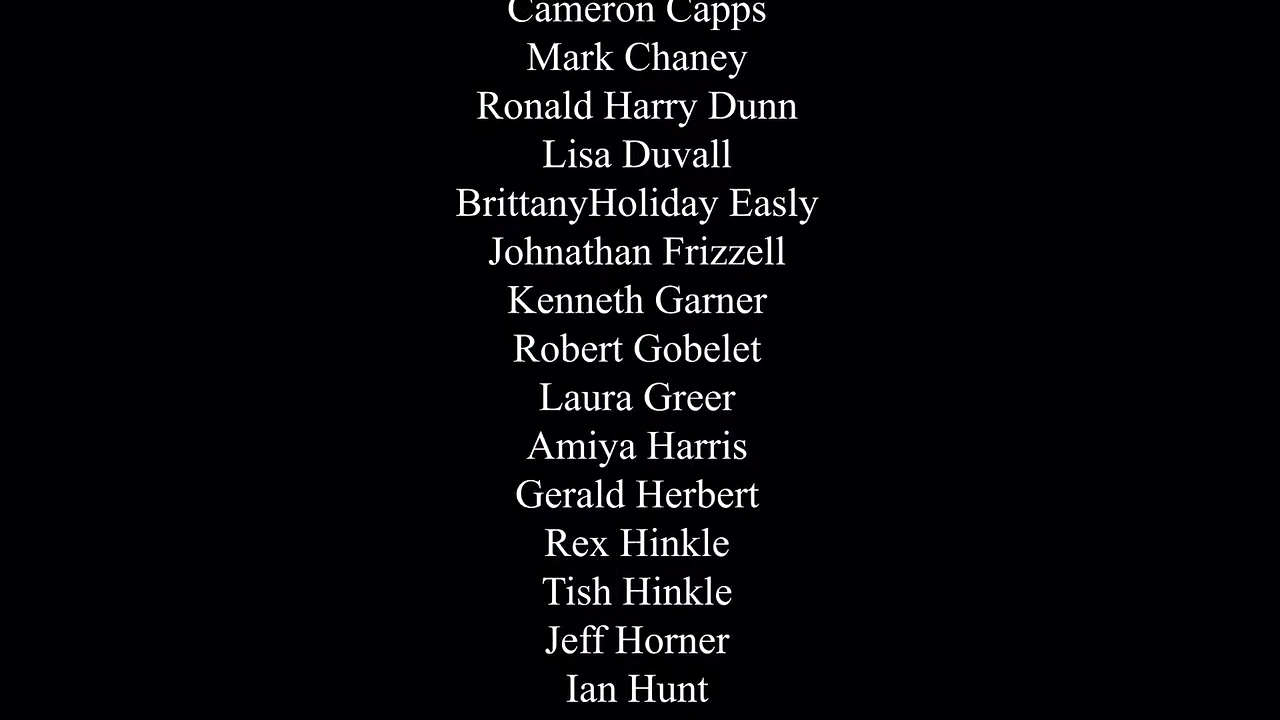 Cameron Capps
Mark Chaney
Ronald Harry Dunn
Lisa Duvall
BrittanyHoliday Easly
Johnathan Frizzell
Kenneth Garner
Robert Gobelet
Laura Greer
Amiya Harris
Gerald Herbert
Rex Hinkle
Tish Hinkle
Jeff Horner
Ian Hunt